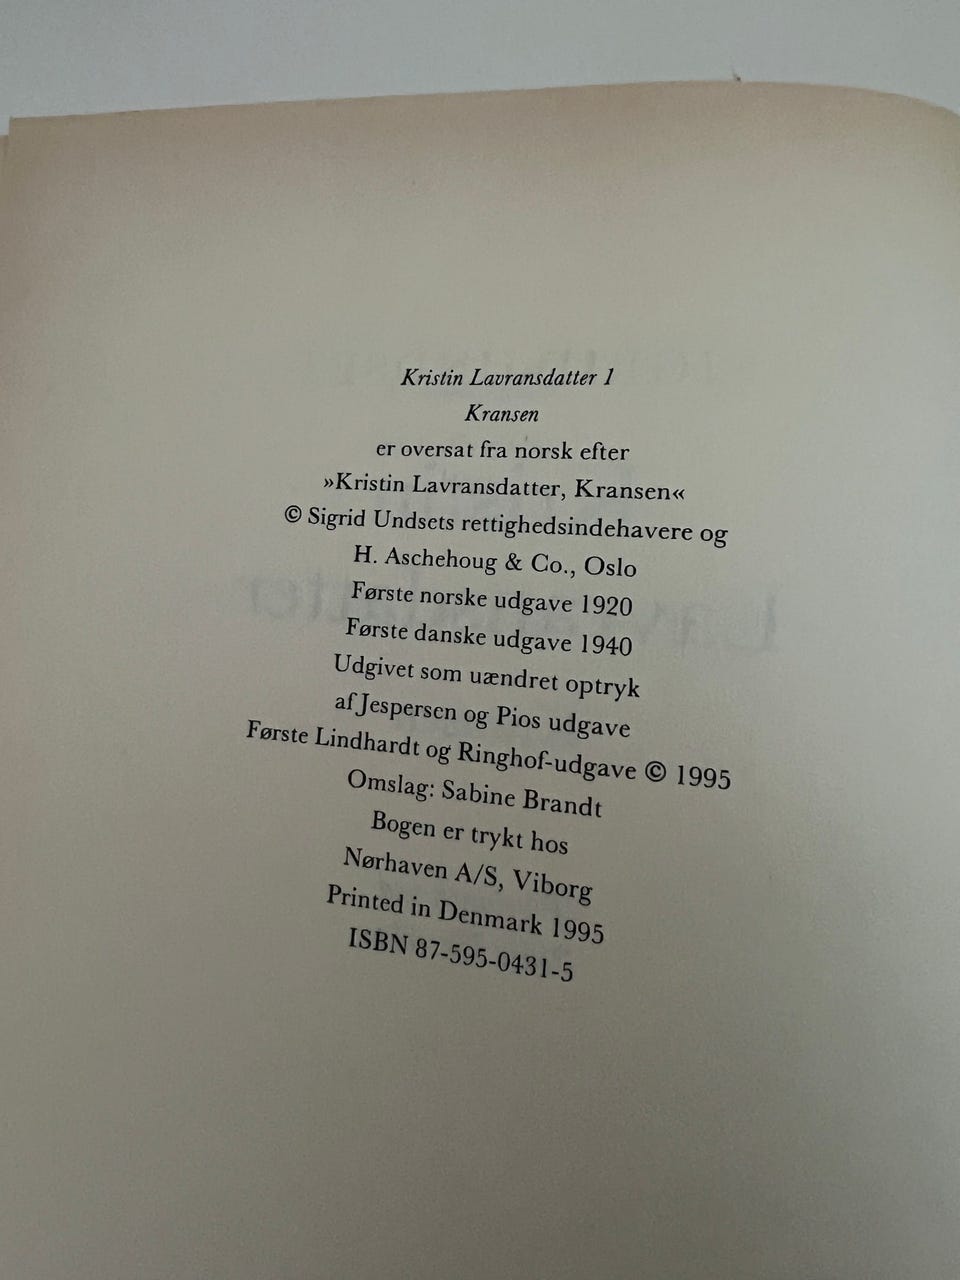 Kristin Lavransdatter 1
Kransen
er oversat fra norsk efter
»Kristin Lavransdatter, Kransen«
© Sigrid Undsets rettighedsindehavere og
H. Aschehoug & Co., Oslo
Første norske udgave 1920
Første danske udgave 1940
Udgivet som uændret optryk
af Jespersen og Pios udgave
Første Lindhardt og Ringhof-udgave © 1995
Omslag: Sabine Brandt
Bogen er trykt hos
Nørhaven A/S, Viborg
Printed in Denmark 1995
ISBN 87-595-0431-5